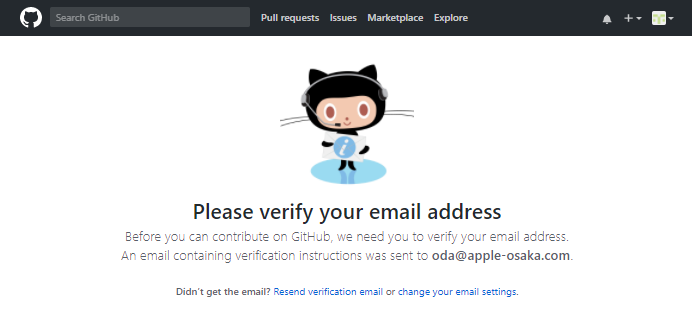 Search GitHub Pull requests Issues Marketplace Explore
Please verify your email address
Before you can contribute on GitHub, we need you to verify your email address.
An email containing verification instructions was sent to oda@apple-osaka.com.
Didn't get the email? Resend verification email or change your email settings.